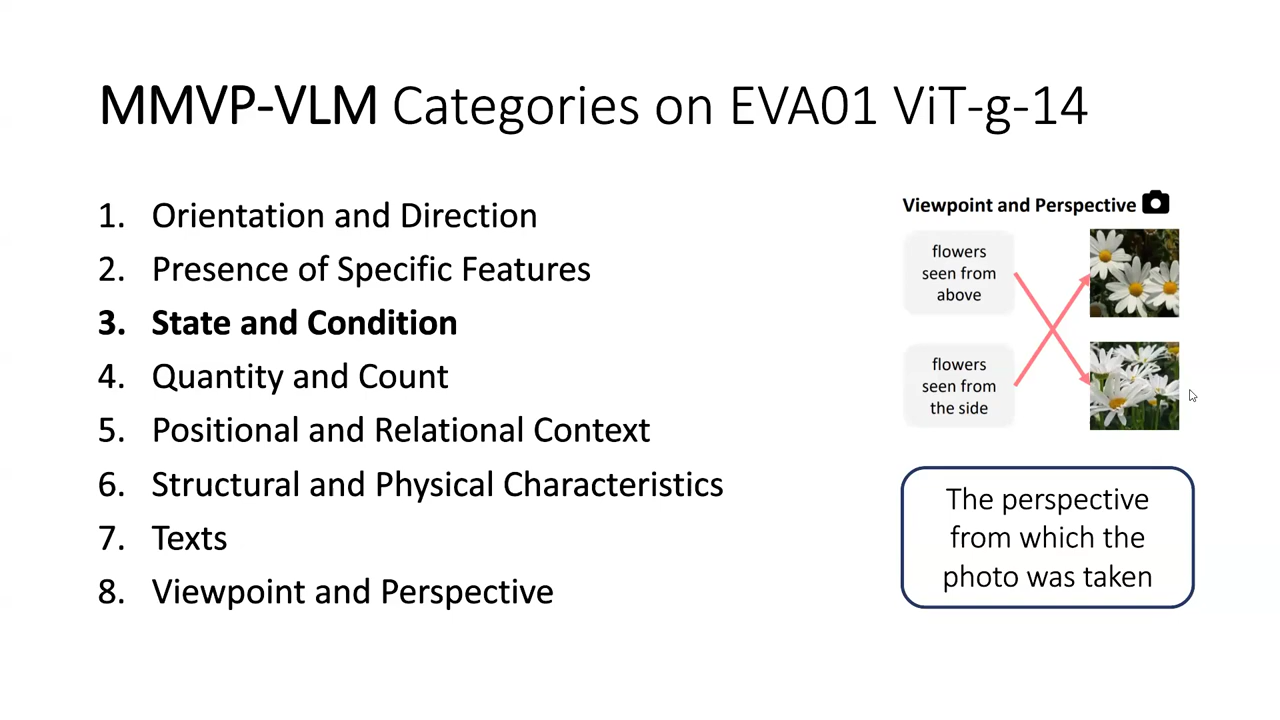 MMVP-VLM Categories on EVA01 ViT-g-14
1. Orientation and Direction
2. Presence of Specific Features
3. State and Condition
4. Quantity and Count
5. Positional and Relational Context
6. Structural and Physical Characteristics
7. Texts
8. Viewpoint and Perspective
Viewpoint and Perspective
flowers
seen from
above
flowers
seen from
the side
The perspective
from which the
photo was taken